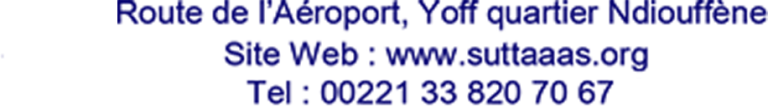 Route de l'Aéroport, Yoff quartier Ndiouffène
Site Web : www.suttaaas.org
Tel : 00221 33 820 70 67